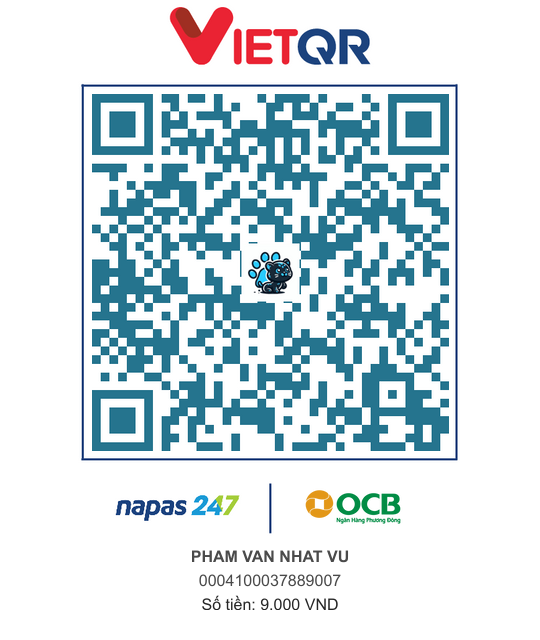 VIETQR
napas 247
OCB
Ngân Hàng Phương Đông
PHAM VAN NHAT VU
0004100037889007
Số tiền: 9.000 VND